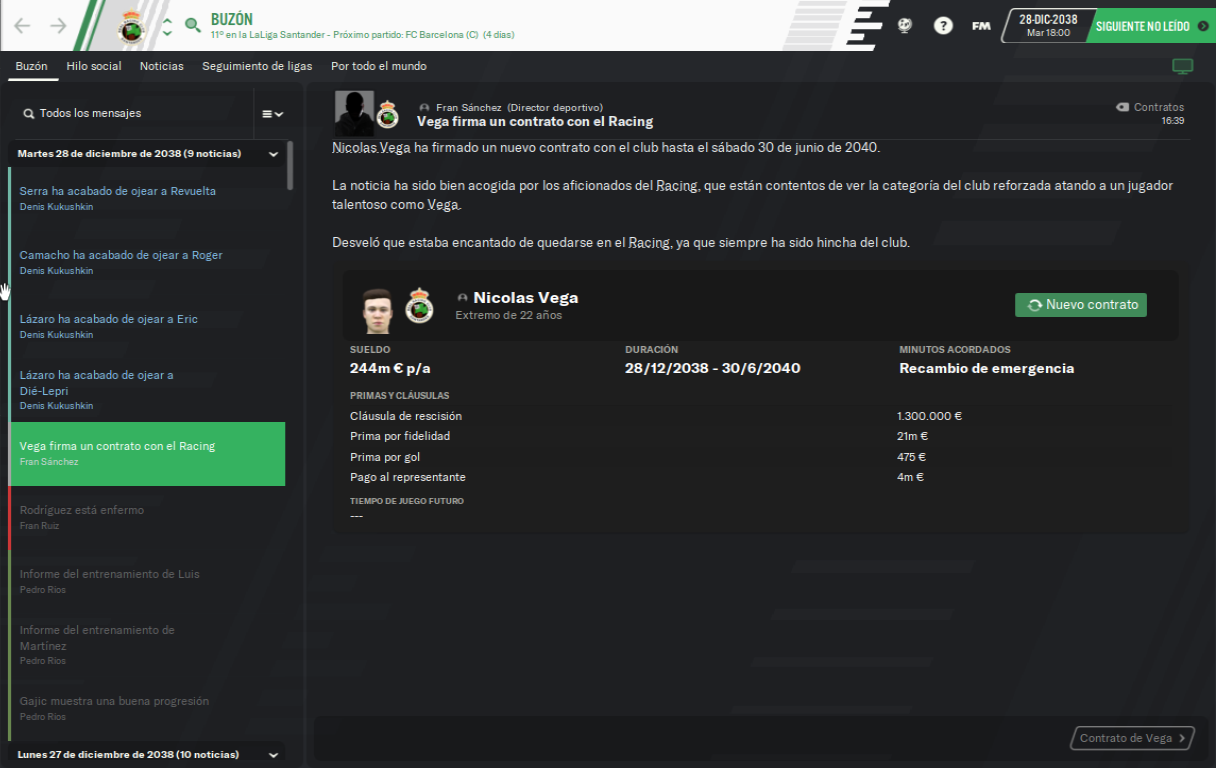 BUZÓN
11º en la LaLiga Santander - Próximo partido: FC Barcelona (C) (4 días)
?
FM
28-DIC-2038
Mar 18:00
SIGUIENTE NO LEÍDO
Buzón
Hilo social
Noticias
Seguimiento de ligas
Por todo el mundo
Todos los mensajes
Martes 28 de diciembre de 2038 (9 noticias)
Serra ha acabado de ojear a Revuelta
Denis Kukushkin
Camacho ha acabado de ojear a Roger
Denis Kukushkin
Lázaro ha acabado de ojear a Eric
Denis Kukushkin
Lázaro ha acabado de ojear a
Dié-Lepri
Denis Kukushkin
Vega firma un contrato con el Racing
Fran Sánchez
Rodríguez está enfermo
Fran Ruiz
Informe del entrenamiento de Luis
Pedro Ríos
Informe del entrenamiento de
Martínez
Pedro Ríos
Gajic muestra una buena progresión
Pedro Ríos
Lunes 27 de diciembre de 2038 (10 noticias)
Fran Sánchez (Director deportivo)
Vega firma un contrato con el Racing
Contratos
16:39
Nicolas Vega ha firmado un nuevo contrato con el club hasta el sábado 30 de junio de 2040.
La noticia ha sido bien acogida por los aficionados del Racing, que están contentos de ver la categoría del club reforzada atando a un jugador
talentoso como Vega.
Desveló que estaba encantado de quedarse en el Racing, ya que siempre ha sido hincha del club.
Nicolas Vega
Extremo de 22 años
Nuevo contrato
SUELDO
DURACIÓN
MINUTOS ACORDADOS
244m € p/a
28/12/2038 - 30/6/2040
Recambio de emergencia
PRIMAS Y CLÁUSULAS
Cláusula de rescisión
1.300.000 €
Prima por fidelidad
21m €
Prima por gol
475 €
Pago al representante
4m €
TIEMPO DE JUEGO FUTURO
---
Contrato de Vega